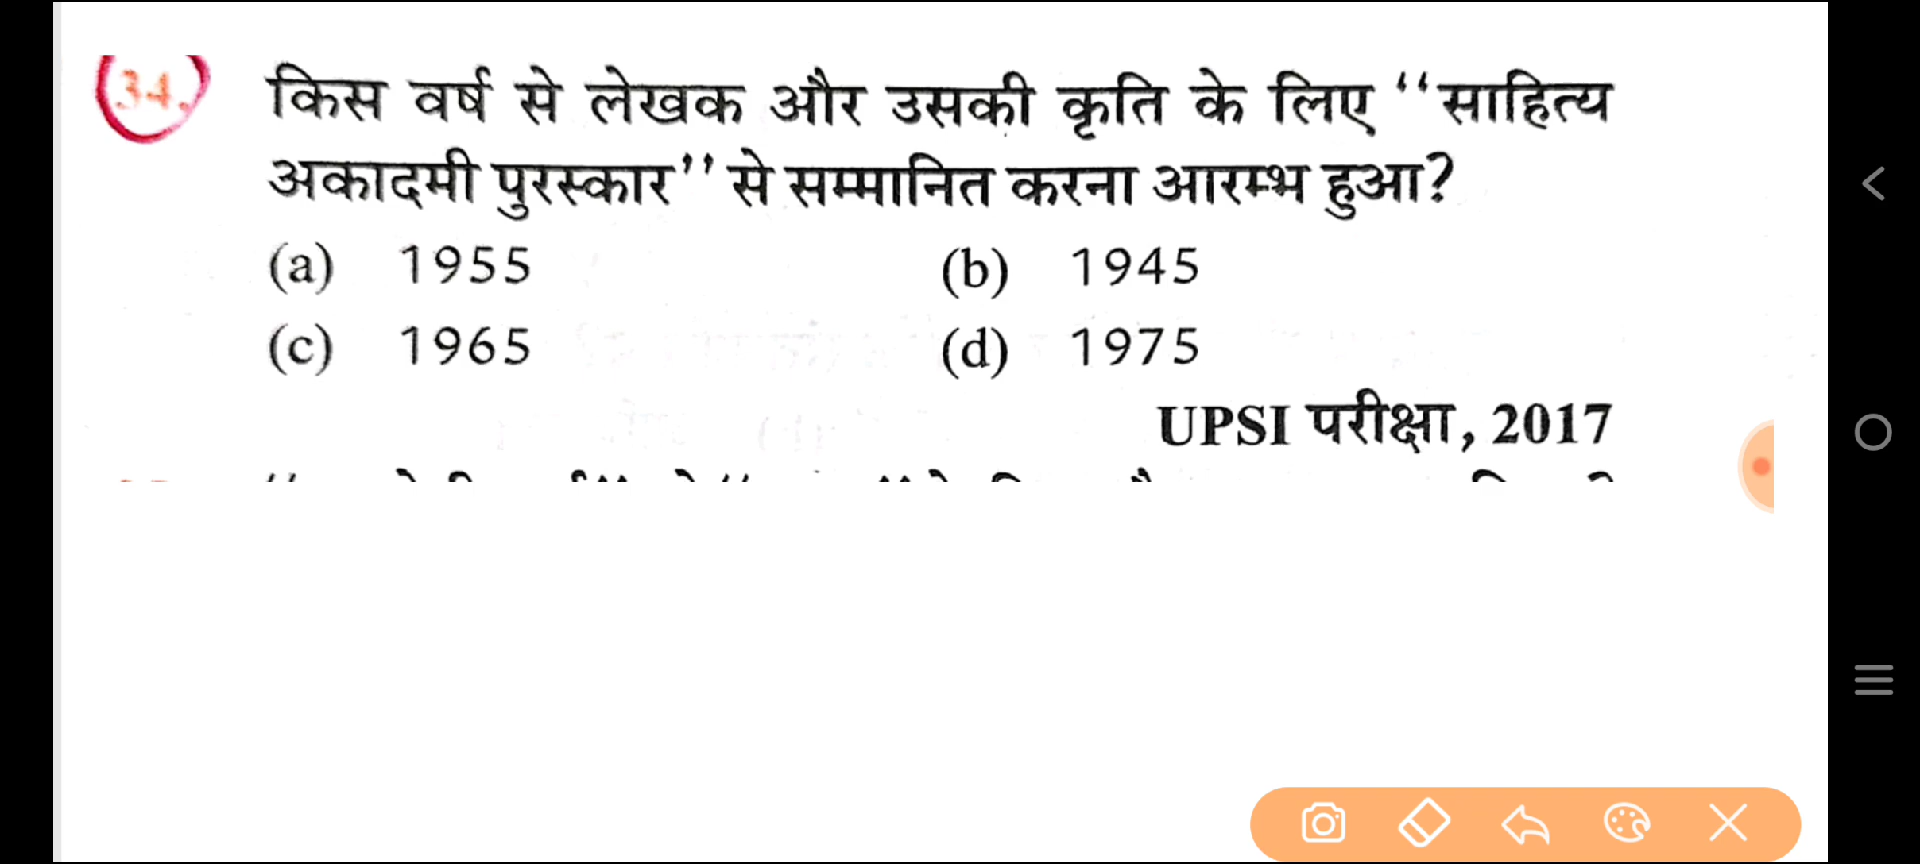 34. किस वर्ष से लेखक और उसकी कृति के लिए ‘‘साहित्य
अकादमी पुरस्कार’’ से सम्मानित करना आरम्भ हुआ?
(a) 1955 (b) 1945
(c) 1965 (d) 1975
UPSI परीक्षा, 2017